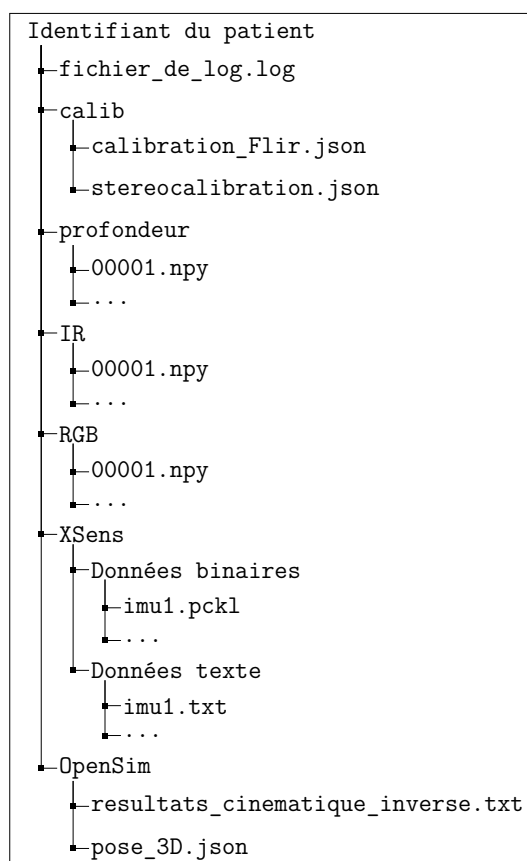 Identifiant du patient
fichier_de_log.log
calib
calibration_Flir.json
stereocalibration.json
profondeur
00001.npy
...
IR
00001.npy
...
RGB
00001.npy
...
XSens
Données binaires
imu1.pckl
...
Données texte
imu1.txt
...
OpenSim
resultats_cinematique_inverse.txt
pose_3D.json